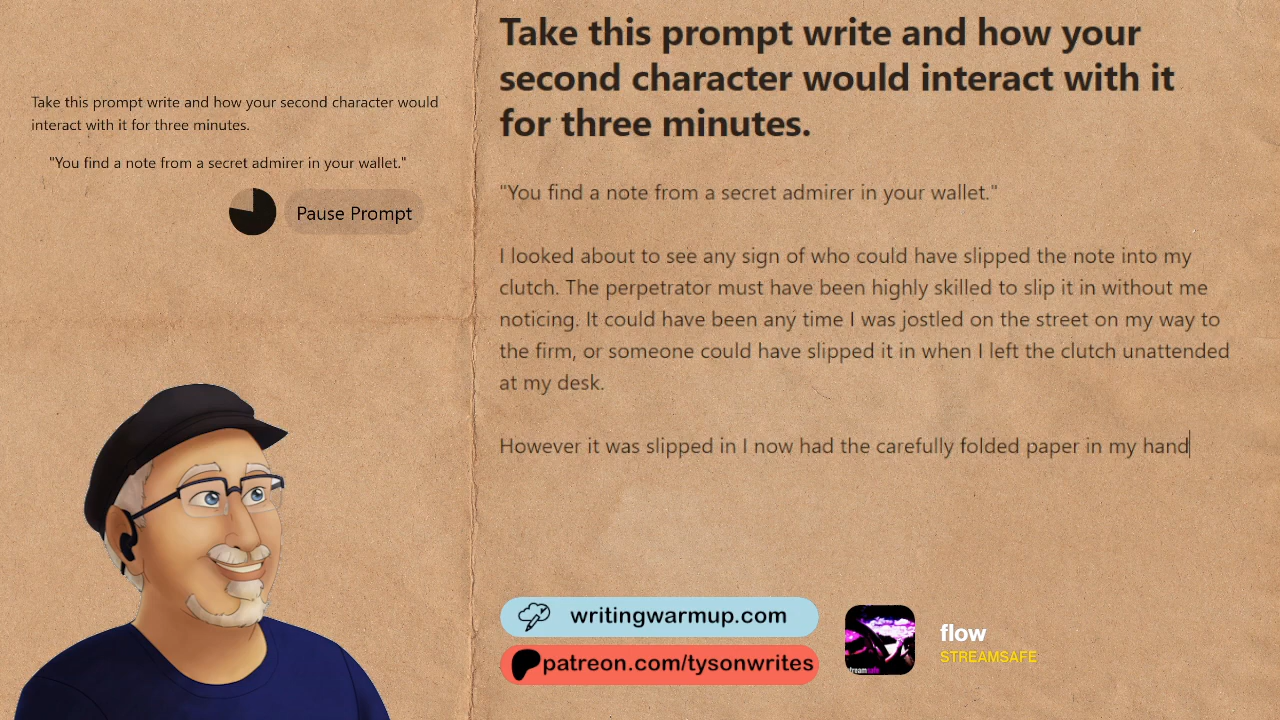 Take this prompt write and how your second character would
interact with it for three minutes.
"You find a note from a secret admirer in your wallet."
Pause Prompt
Take this prompt write and how your
second character would interact with it
for three minutes.
"You find a note from a secret admirer in your wallet."
I looked about to see any sign of who could have slipped the note into my
clutch. The perpetrator must have been highly skilled to slip it in without me
noticing. It could have been any time I was jostled on the street on my way to
the firm, or someone could have slipped it in when I left the clutch unattended
at my desk.
However it was slipped in I now had the carefully folded paper in my hand
writingwarmup.com
patreon.com/tysonwrites
flow
STREAMSAFE